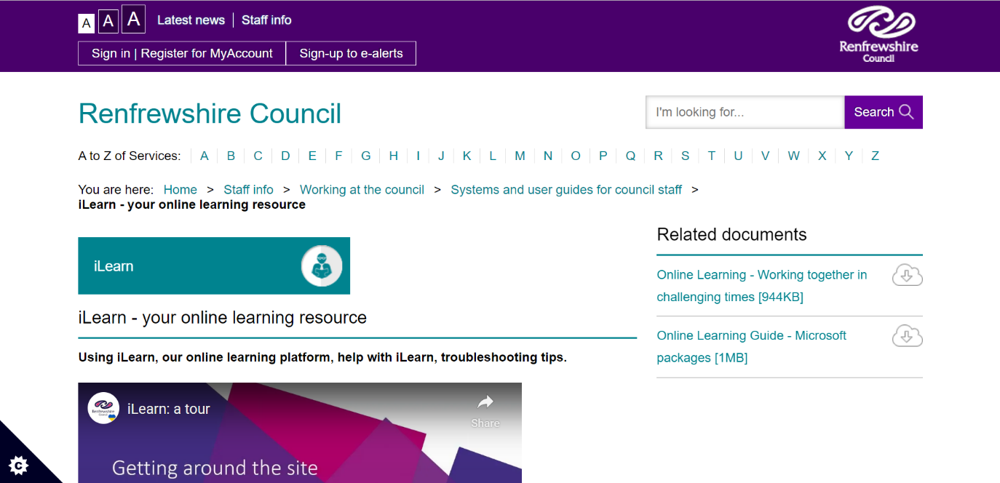 A A A Latest news Staff info
Sign in | Register for MyAccount Sign-up to e-alerts
Renfrewshire
Council
Renfrewshire Council
I'm looking for... Search
A to Z of Services: A B C D E F G H I J K L M N O P Q R S T U V W X Y Z
You are here: Home > Staff info > Working at the council > Systems and user guides for council staff >
iLearn - your online learning resource
iLearn
iLearn - your online learning resource
Using iLearn, our online learning platform, help with iLearn, troubleshooting tips.
Renfrewshire
Council
iLearn: a tour
Share
Getting around the site
Related documents
Online Learning - Working together in
challenging times [944KB]
Online Learning Guide - Microsoft
packages [1MB]
C